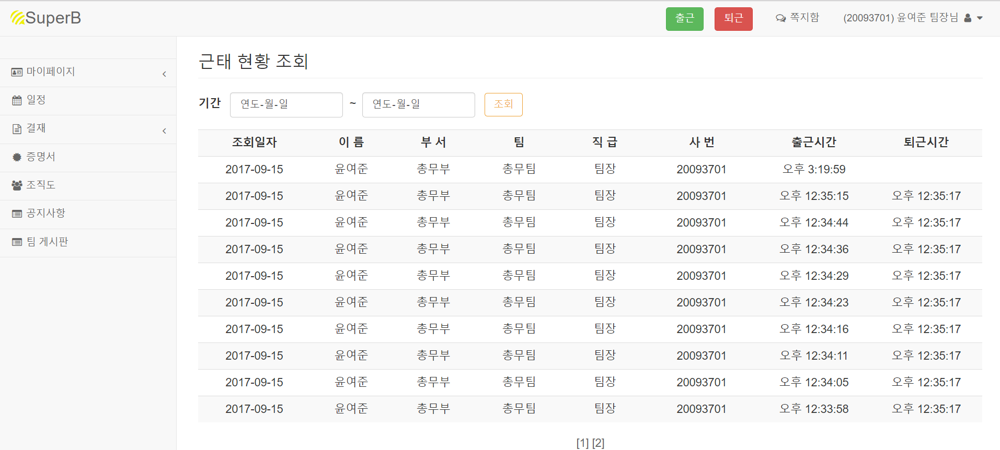 SuperB
출근 퇴근 쪽지함 (20093701) 윤여준 팀장님
마이페이지
일정
결재
증명서
조직도
공지사항
팀 게시판
근태 현황 조회
기간 연도-월-일 ~ 연도-월-일 조회
조회일자 이 름 부 서 팀 직 급 사 번 출근시간 퇴근시간
2017-09-15 윤여준 총무부 총무팀 팀장 20093701 오후 3:19:59
2017-09-15 윤여준 총무부 총무팀 팀장 20093701 오후 12:35:15 오후 12:35:17
2017-09-15 윤여준 총무부 총무팀 팀장 20093701 오후 12:34:44 오후 12:35:17
2017-09-15 윤여준 총무부 총무팀 팀장 20093701 오후 12:34:36 오후 12:35:17
2017-09-15 윤여준 총무부 총무팀 팀장 20093701 오후 12:34:29 오후 12:35:17
2017-09-15 윤여준 총무부 총무팀 팀장 20093701 오후 12:34:23 오후 12:35:17
2017-09-15 윤여준 총무부 총무팀 팀장 20093701 오후 12:34:16 오후 12:35:17
2017-09-15 윤여준 총무부 총무팀 팀장 20093701 오후 12:34:11 오후 12:35:17
2017-09-15 윤여준 총무부 총무팀 팀장 20093701 오후 12:34:05 오후 12:35:17
2017-09-15 윤여준 총무부 총무팀 팀장 20093701 오후 12:33:58 오후 12:35:17
[1] [2]